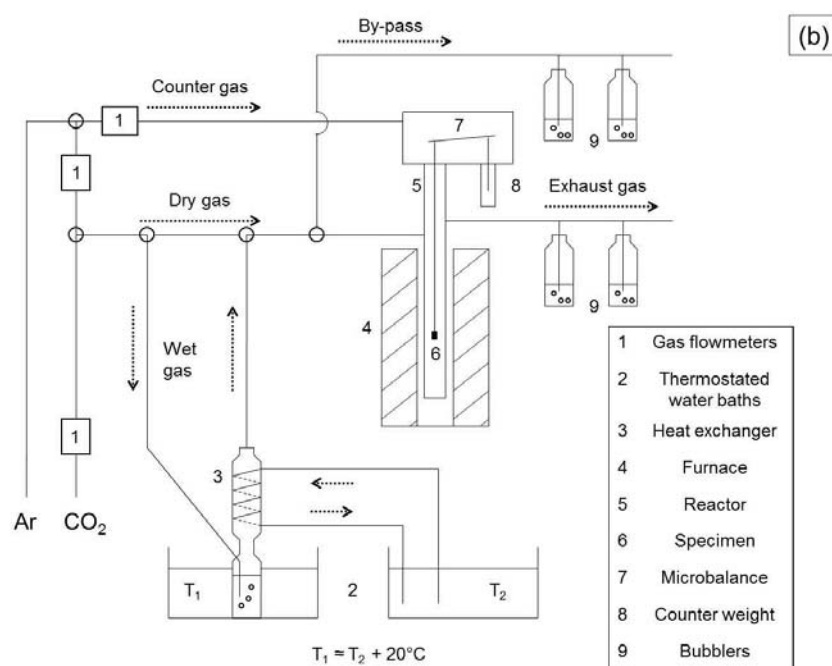 By-pass
(b)
Counter gas
1
7
9
1
5
8
Exhaust gas
Dry gas
4
9
6
Wet
gas
1
3
Ar
CO₂
T₁
2
T₂
T₁ = T₂ + 20°C
1 Gas flowmeters
2 Thermostated
water baths
3 Heat exchanger
4 Furnace
5 Reactor
6 Specimen
7 Microbalance
8 Counter weight
9 Bubblers